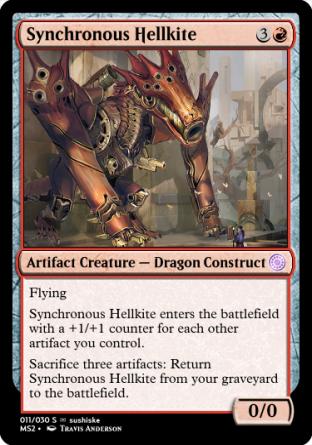 Synchronous Hellkite 3
Artifact Creature — Dragon Construct
Flying
Synchronous Hellkite enters the battlefield
with a +1/+1 counter for each other
artifact you control.
Sacrifice three artifacts: Return
Synchronous Hellkite from your graveyard
to the battlefield.
0/0
011/030 S ∞ sushiske
MS2 • Travis Anderson